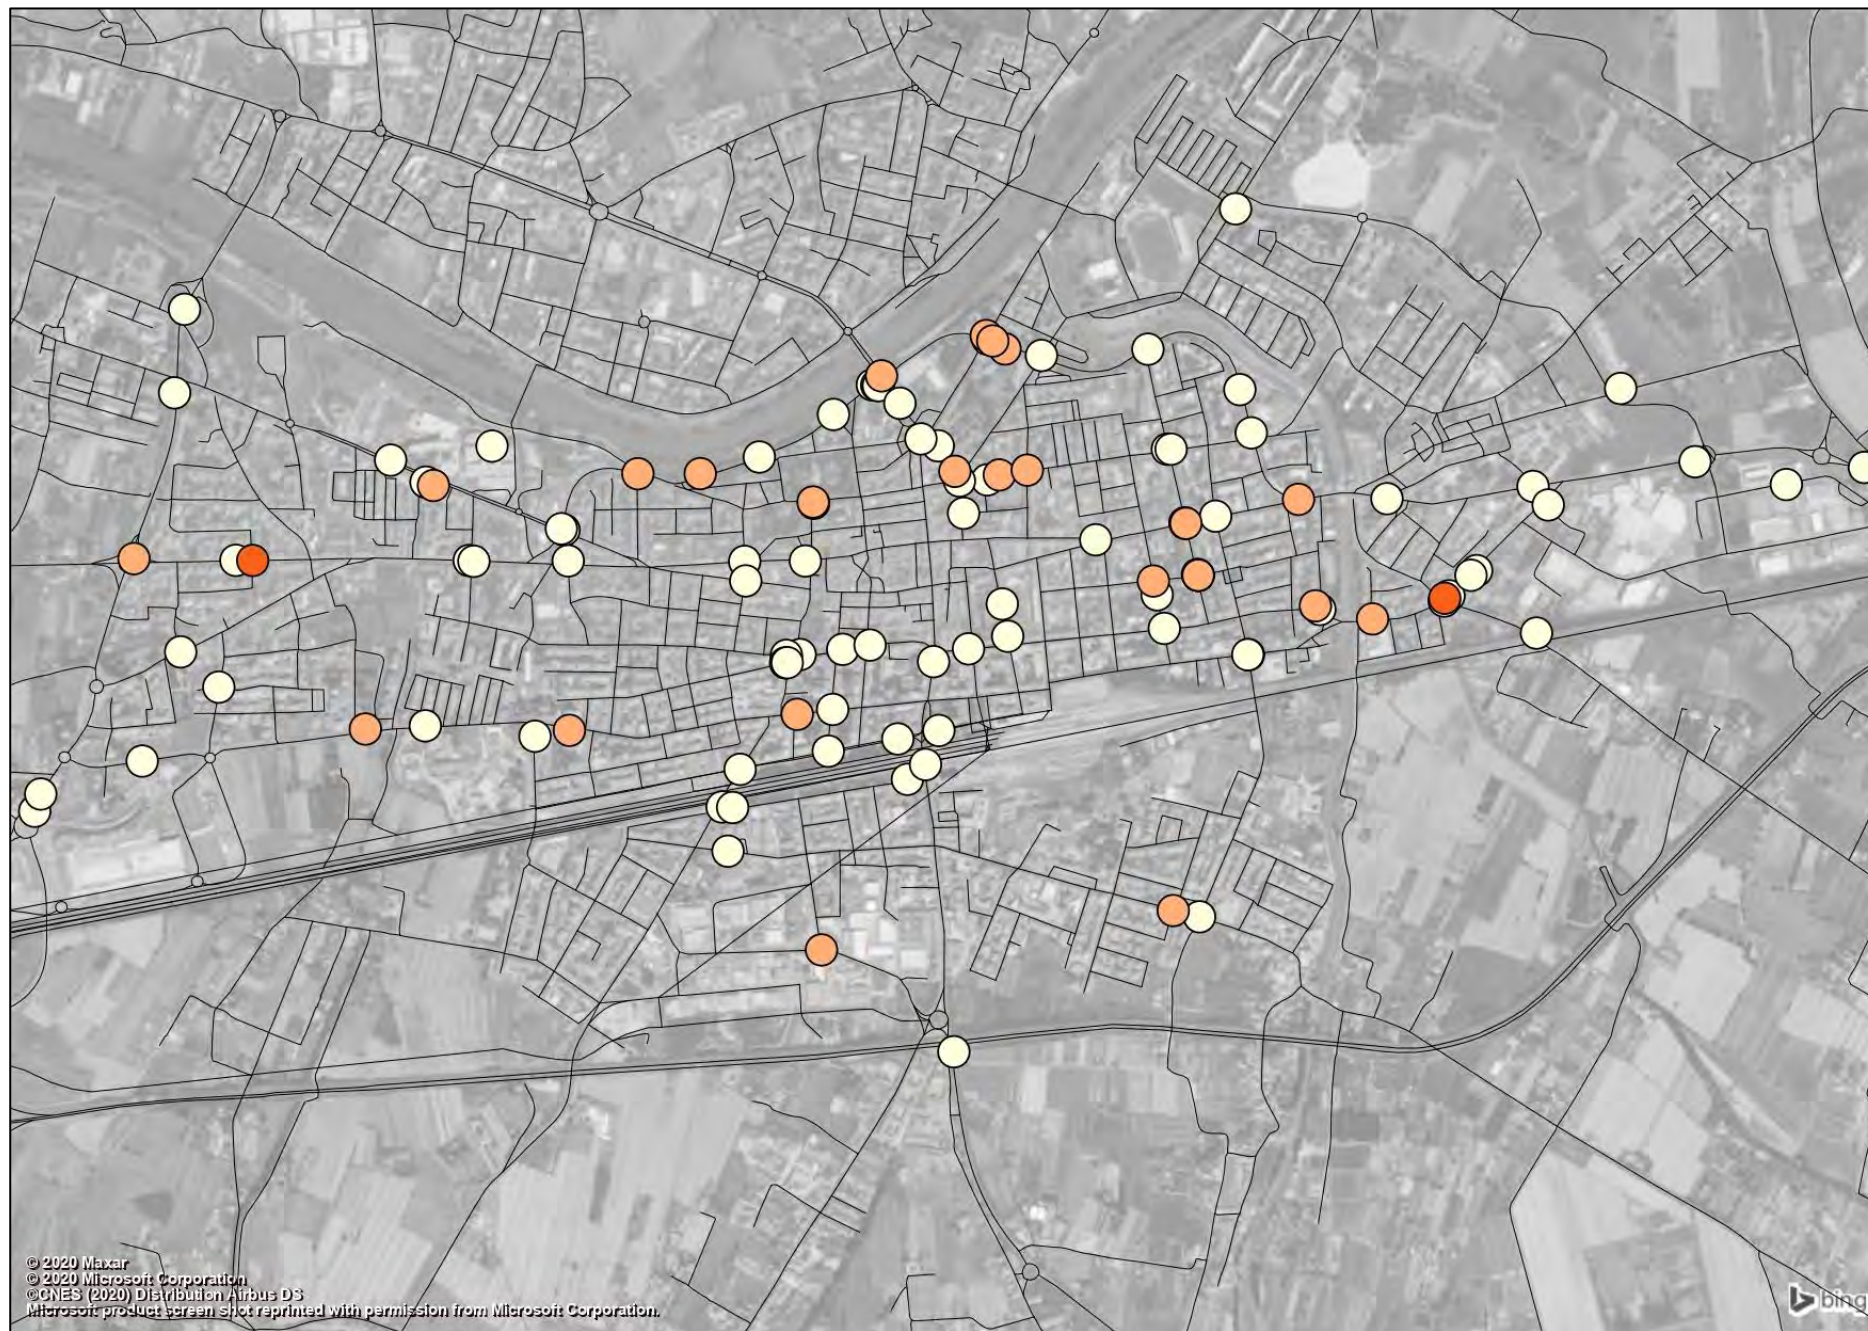 © 2020 Maxar
© 2020 Microsoft Corporation
©CNES (2020) Distribution Airbus DS
Microsoft product screen shot reprinted with permission from Microsoft Corporation.
bing